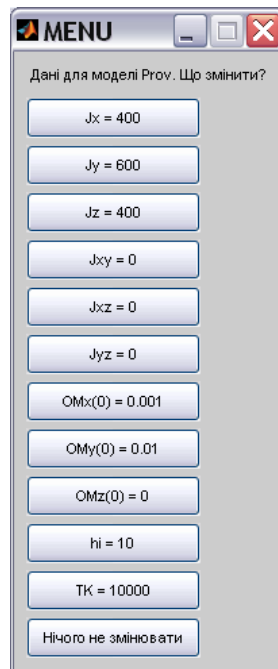 MENU
Дані для моделі Prov. Що змінити?
Jx = 400
Jy = 600
Jz = 400
Jxy = 0
Jxz = 0
Jyz = 0
OMx(0) = 0.001
OMy(0) = 0.01
OMz(0) = 0
hi = 10
TK = 10000
Нічого не змінювати